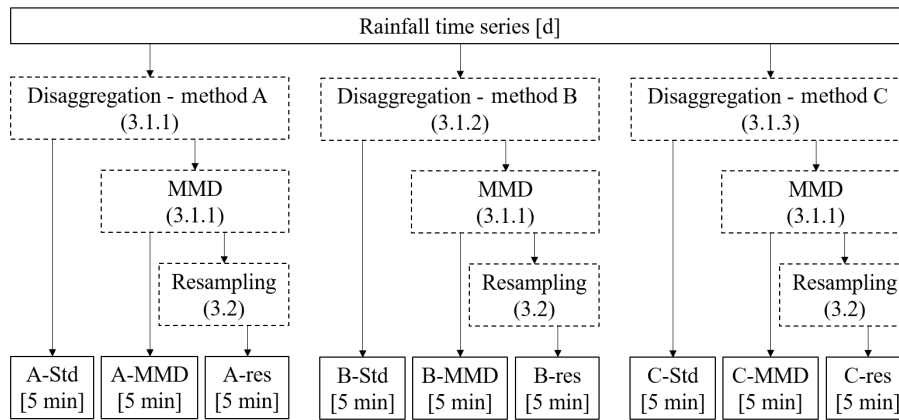 Rainfall time series [d]
Disaggregation - method A
(3.1.1)
Disaggregation - method B
(3.1.2)
Disaggregation - method C
(3.1.3)
MMD
(3.1.1)
MMD
(3.1.1)
MMD
(3.1.1)
Resampling
(3.2)
Resampling
(3.2)
Resampling
(3.2)
A-Std
[5 min]
A-MMD
[5 min]
A-res
[5 min]
B-Std
[5 min]
B-MMD
[5 min]
B-res
[5 min]
C-Std
[5 min]
C-MMD
[5 min]
C-res
[5 min]